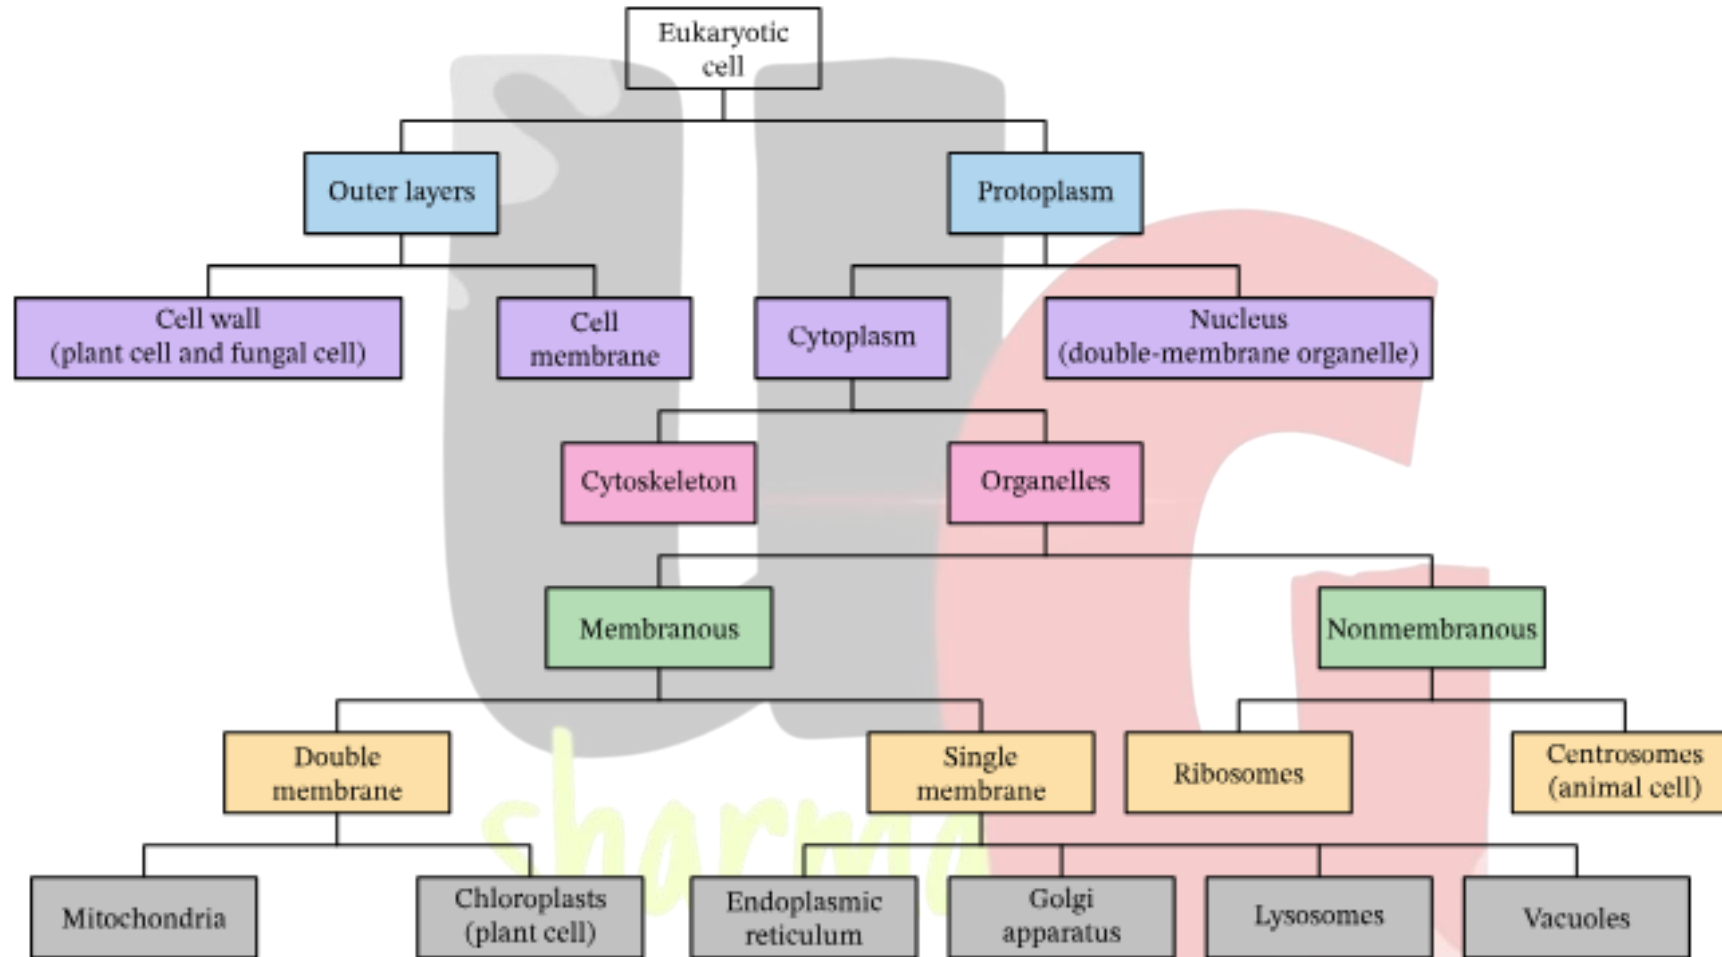 Eukaryotic
cell
Outer layers
Protoplasm
Cell wall
(plant cell and fungal cell)
Cell
membrane
Cytoplasm
Nucleus
(double-membrane organelle)
Cytoskeleton
Organelles
Membranous
Nonmembranous
Double
membrane
Single
membrane
Ribosomes
Centrosomes
(animal cell)
Mitochondria
Chloroplasts
(plant cell)
Endoplasmic
reticulum
Golgi
apparatus
Lysosomes
Vacuoles
UG
sharma